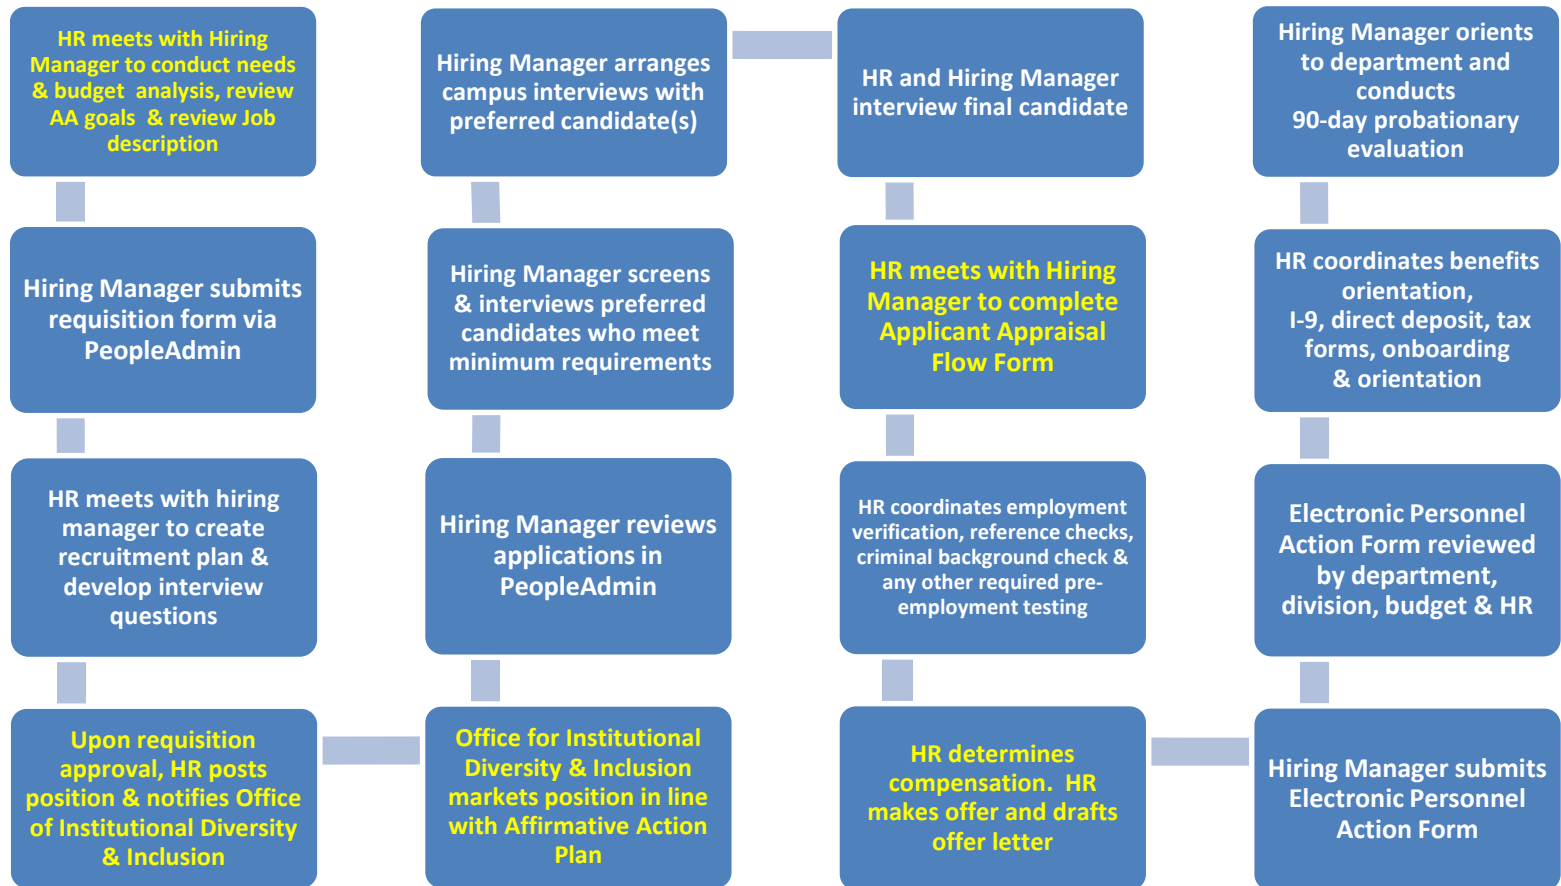 HR meets with Hiring
Manager to conduct needs
& budget  analysis, review
AA goals  & review Job
description
Hiring Manager submits
requisition form via
PeopleAdmin
HR meets with hiring
manager to create
recruitment plan &
develop interview
questions
Upon requisition
approval, HR posts
position & notifies Office
of Institutional Diversity
& Inclusion
Office for Institutional
Diversity & Inclusion
markets position in line
with Affirmative Action
Plan
Hiring Manager reviews
applications in
PeopleAdmin
Hiring Manager screens
& interviews preferred
candidates who meet
minimum requirements
Hiring Manager arranges
campus interviews with
preferred candidate(s)
HR and Hiring Manager
interview final candidate
HR meets with Hiring
Manager to complete
Applicant Appraisal
Flow Form
HR coordinates employment
verification, reference checks,
criminal background check &
any other required pre-
employment testing
HR determines
compensation.  HR
makes offer and drafts
offer letter
Hiring Manager submits
Electronic Personnel
Action Form
Electronic Personnel
Action Form reviewed
by department,
division, budget & HR
HR coordinates benefits
orientation,
I-9, direct deposit, tax
forms, onboarding
& orientation
Hiring Manager orients
to department and
conducts
90-day probationary
evaluation